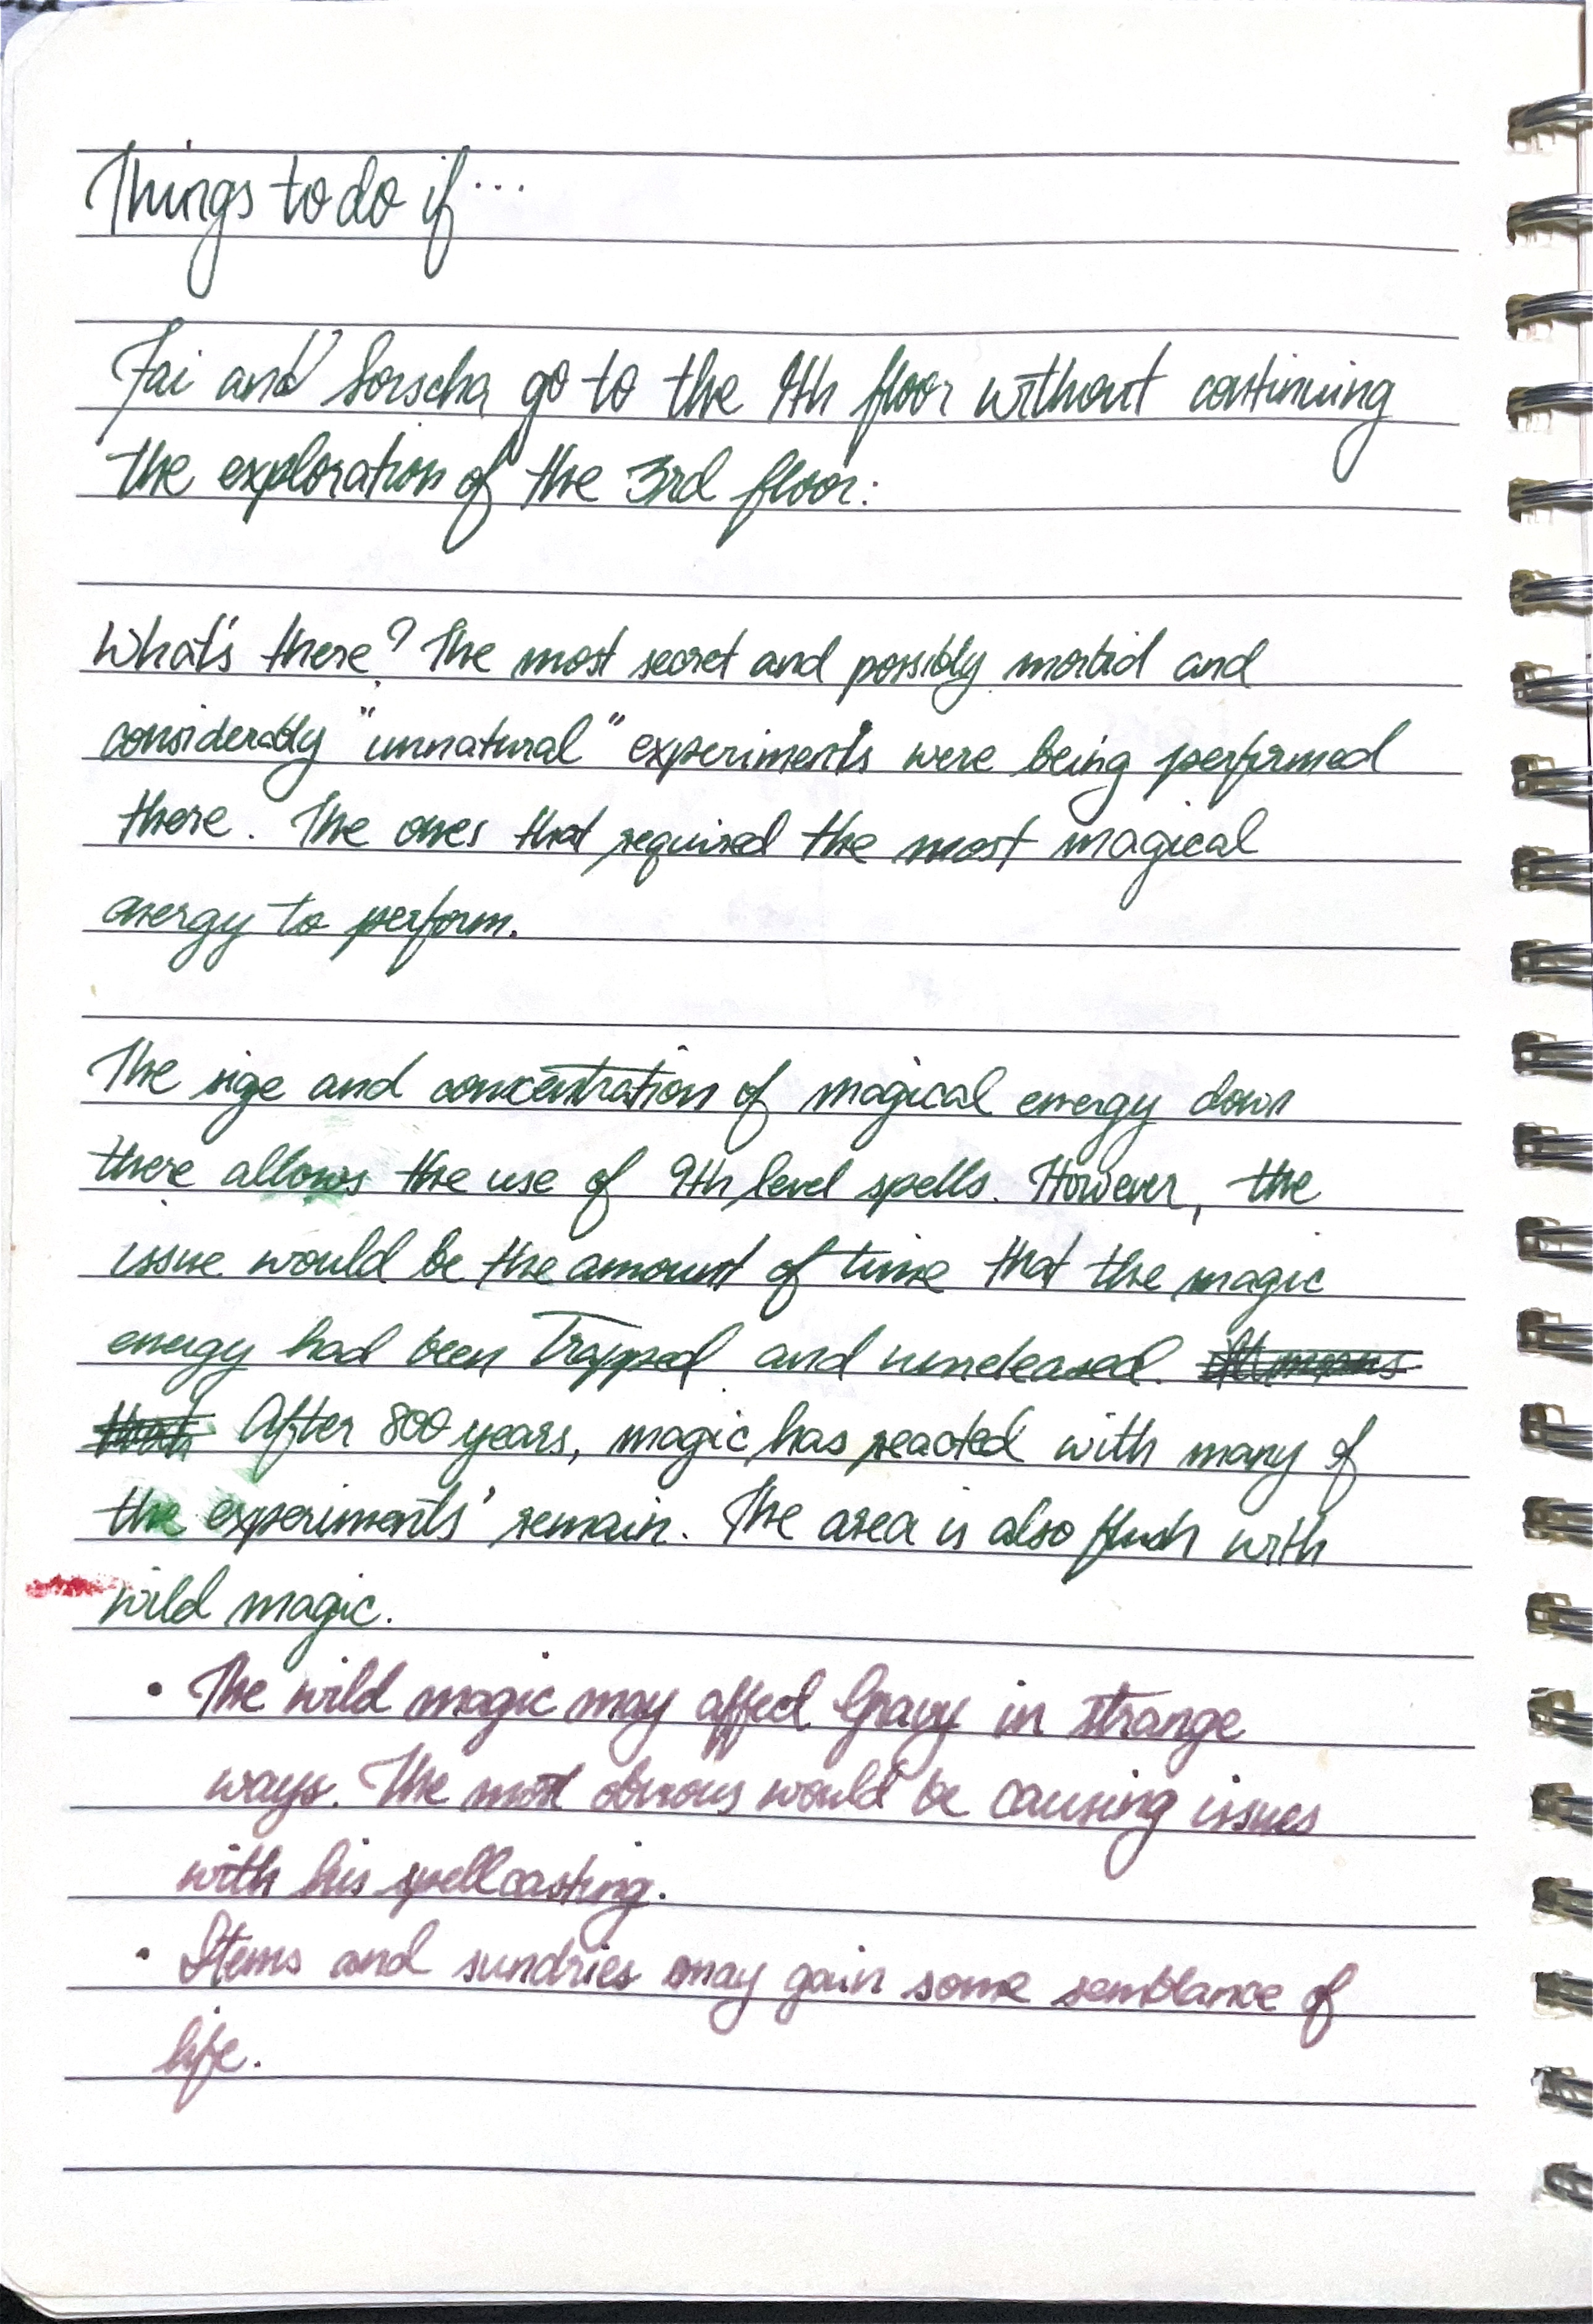 Things to do if...
Fai and Sorscha go to the 9th floor without continuing
the exploration of the 3rd floor:
What's there? The most secret and possibly morbid and
considerably "unnatural" experiments were being performed
there. The ones that required the most magical
energy to perform.
The size and concentration of magical energy down
there allows the use of 9th level spells. However, the
issue would be the amount of time that the magic
energy had been trapped and unreleased. It means
that After 800 years, magic has reacted with many of
the experiments' remain. The area is also flush with
wild magic.
• The wild magic may affect Gravy in strange
ways. The most obvious would be causing issues
with his spellcasting.
• Items and sundries may gain some semblance of
life.